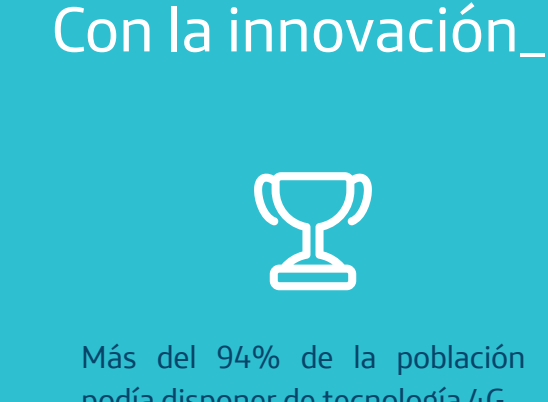 Con la innovación_
Más del 94% de la población
podía disponer de tecnología 4G